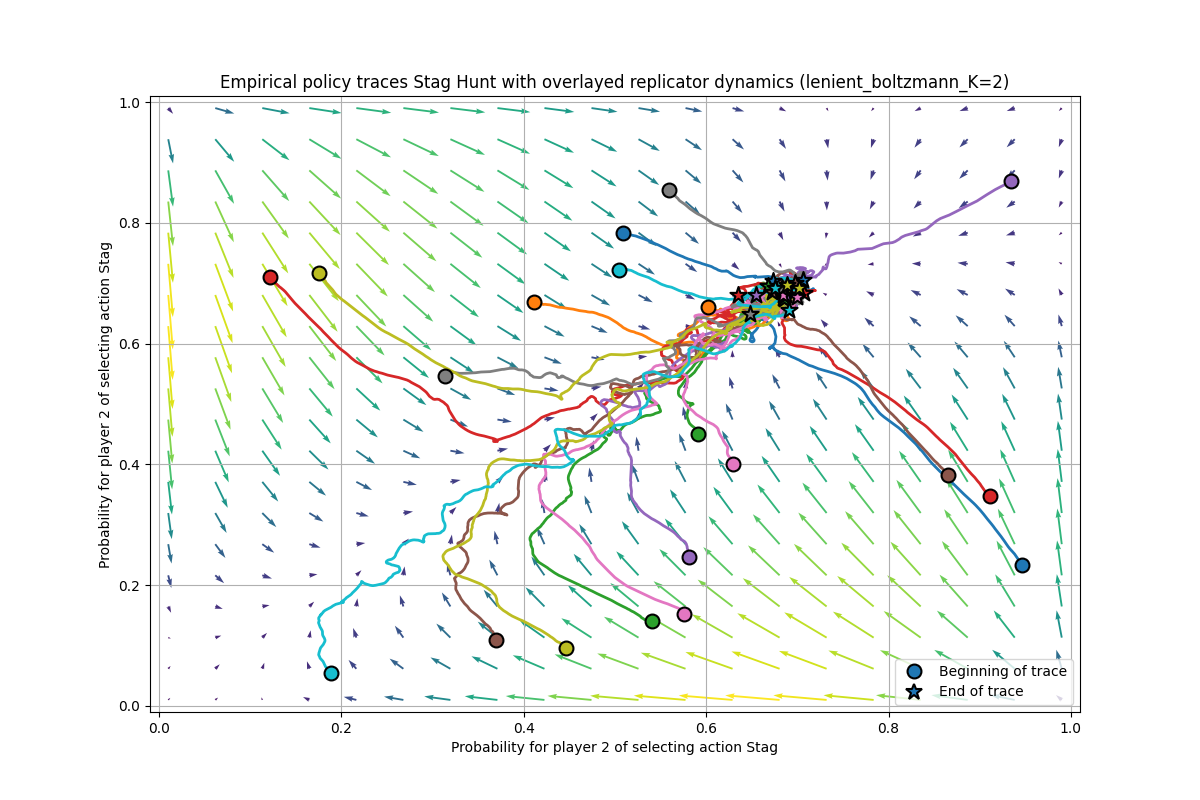 Empirical policy traces Stag Hunt with overlayed replicator dynamics (lenient_boltzmann_K=2)
1.0
0.8
0.6
0.4
0.2
0.0
Probability for player 2 of selecting action Stag
Beginning of trace
End of trace
0.0 0.2 0.4 0.6 0.8 1.0
Probability for player 2 of selecting action Stag